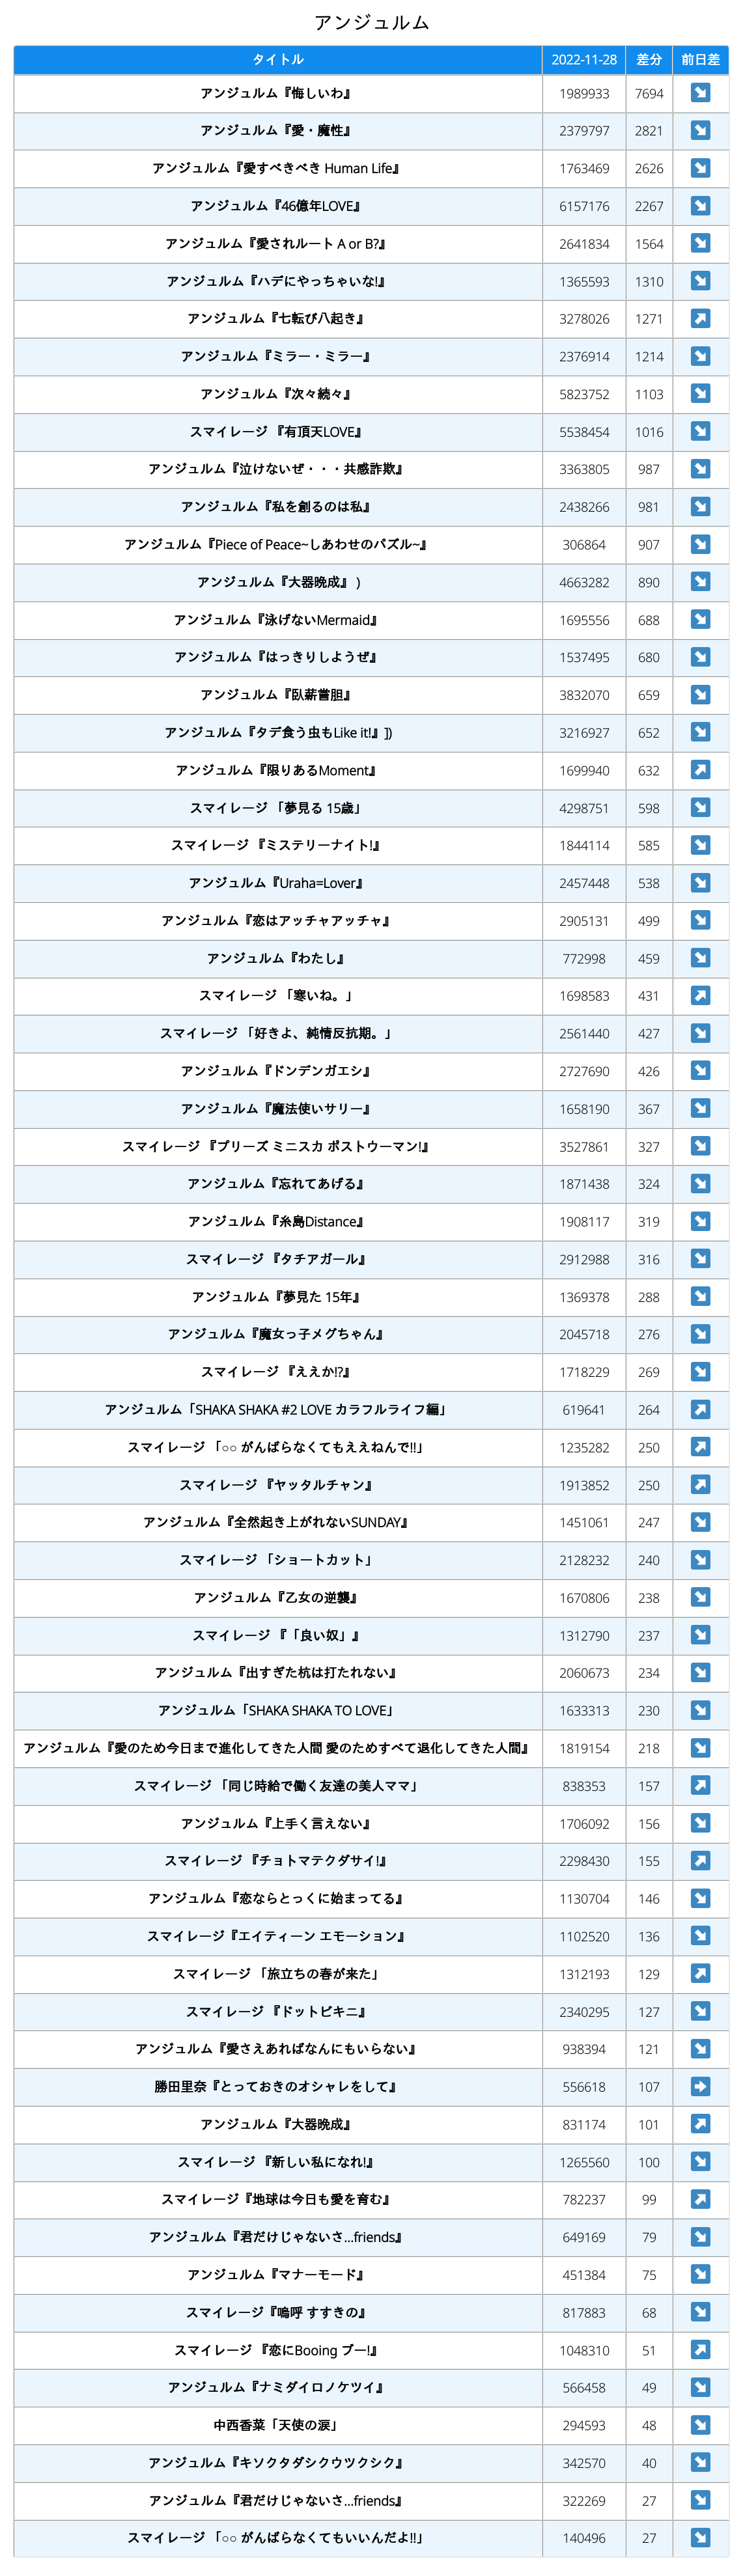 アンジュルム
タイトル 2022-11-28 差分 前日差
アンジュルム『悔しいわ』 1989933 7694 ↘
アンジュルム『愛・魔性』 2379797 2821 ↘
アンジュルム『愛すべきべき Human Life』 1763469 2626 ↘
アンジュルム『46億年LOVE』 6157176 2267 ↘
アンジュルム『愛されルート A or B?』 2641834 1564 ↘
アンジュルム『ハデにやっちゃいな!』 1365593 1310 ↘
アンジュルム『七転び八起き』 3278026 1271 ↗
アンジュルム『ミラー・ミラー』 2376914 1214 ↘
アンジュルム『次々続々』 5823752 1103 ↘
スマイレージ 『有頂天LOVE』 5538454 1016 ↘
アンジュルム『泣けないぜ・・・共感詐欺』 3363805 987 ↘
アンジュルム『私を創るのは私』 2438266 981 ↘
アンジュルム『Piece of Peace~しあわせのパズル~』 306864 907 ↘
アンジュルム『大器晩成』 ) 4663282 890 ↘
アンジュルム『泳げないMermaid』 1695556 688 ↘
アンジュルム『はっきりしようぜ』 1537495 680 ↘
アンジュルム『臥薪嘗胆』 3832070 659 ↘
アンジュルム『タデ食う虫もLike it!』]) 3216927 652 ↘
アンジュルム『限りあるMoment』 1699940 632 ↗
スマイレージ 「夢見る 15歳」 4298751 598 ↘
スマイレージ 『ミステリーナイト!』 1844114 585 ↘
アンジュルム『Uraha=Lover』 2457448 538 ↘
アンジュルム『恋はアッチャアッチャ』 2905131 499 ↘
アンジュルム『わたし』 772998 459 ↘
スマイレージ 「寒いね。」 1698583 431 ↗
スマイレージ 「好きよ、純情反抗期。」 2561440 427 ↘
アンジュルム『ドンデンガエシ』 2727690 426 ↘
アンジュルム『魔法使いサリー』 1658190 367 ↘
スマイレージ 『プリーズ ミニスカ ポストウーマン!』 3527861 327 ↘
アンジュルム『忘れてあげる』 1871438 324 ↘
アンジュルム『糸島Distance』 1908117 319 ↘
スマイレージ 『タチアガール』 2912988 316 ↘
アンジュルム『夢見た 15年』 1369378 288 ↘
アンジュルム『魔女っ子メグちゃん』 2045718 276 ↘
スマイレージ 『ええか!?』 1718229 269 ↘
アンジュルム「SHAKA SHAKA #2 LOVE カラフルライフ編」 619641 264 ↗
スマイレージ 「○○ がんばらなくてもええねんで!!」 1235282 250 ↗
スマイレージ 『ヤッタルチャン』 1913852 250 ↗
アンジュルム『全然起き上がれないSUNDAY』 1451061 247 ↘
スマイレージ 「ショートカット」 2128232 240 ↘
アンジュルム『乙女の逆襲』 1670806 238 ↘
スマイレージ 『「良い奴」』 1312790 237 ↘
アンジュルム『出すぎた杭は打たれない』 2060673 234 ↘
アンジュルム「SHAKA SHAKA TO LOVE」 1633313 230 ↘
アンジュルム『愛のため今日まで進化してきた人間 愛のためすべて退化してきた人間』 1819154 218 ↘
スマイレージ 「同じ時給で働く友達の美人ママ」 838353 157 ↗
アンジュルム『上手く言えない』 1706092 156 ↘
スマイレージ 『チョトマテクダサイ!』 2298430 155 ↗
アンジュルム『恋ならとっくに始まってる』 1130704 146 ↘
スマイレージ『エイティーン エモーション』 1102520 136 ↘
スマイレージ 「旅立ちの春が来た」 1312193 129 ↗
スマイレージ 『ドットビキニ』 2340295 127 ↘
アンジュルム『愛さえあればなんにもいらない』 938394 121 ↘
勝田里奈『とっておきのオシャレをして』 556618 107 →
アンジュルム『大器晩成』 831174 101 ↗
スマイレージ 『新しい私になれ!』 1265560 100 ↘
スマイレージ『地球は今日も愛を育む』 782237 99 ↗
アンジュルム『君だけじゃないさ...friends』 649169 79 ↘
アンジュルム『マナーモード』 451384 75 ↘
スマイレージ『嗚呼 すすきの』 817883 68 ↘
スマイレージ 『恋にBooing ブー!』 1048310 51 ↗
アンジュルム『ナミダイロノケツイ』 566458 49 ↘
中西香菜「天使の涙」 294593 48 ↘
アンジュルム『キソクタダシクウツクシク』 342570 40 ↘
アンジュルム『君だけじゃないさ...friends』 322269 27 ↘
スマイレージ 「○○ がんばらなくてもいいんだよ!!」 140496 27 ↘